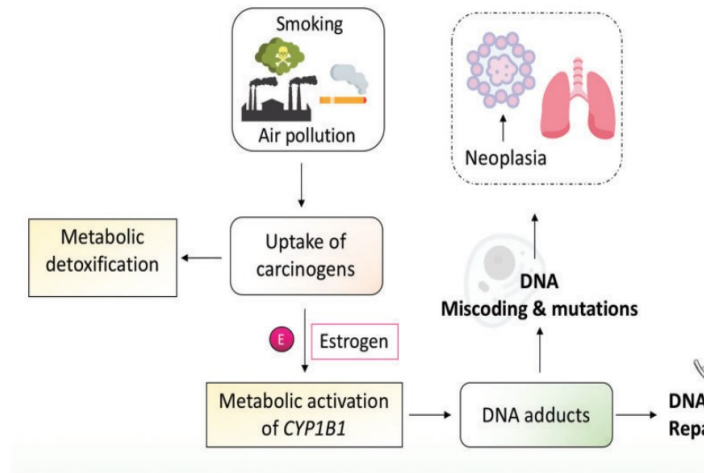 Smoking
Air pollution
Neoplasia
Metabolic
detoxification
Uptake of
carcinogens
DNA
Miscoding & mutations
E
Estrogen
Metabolic activation
of CYP1B1
DNA adducts
DNA